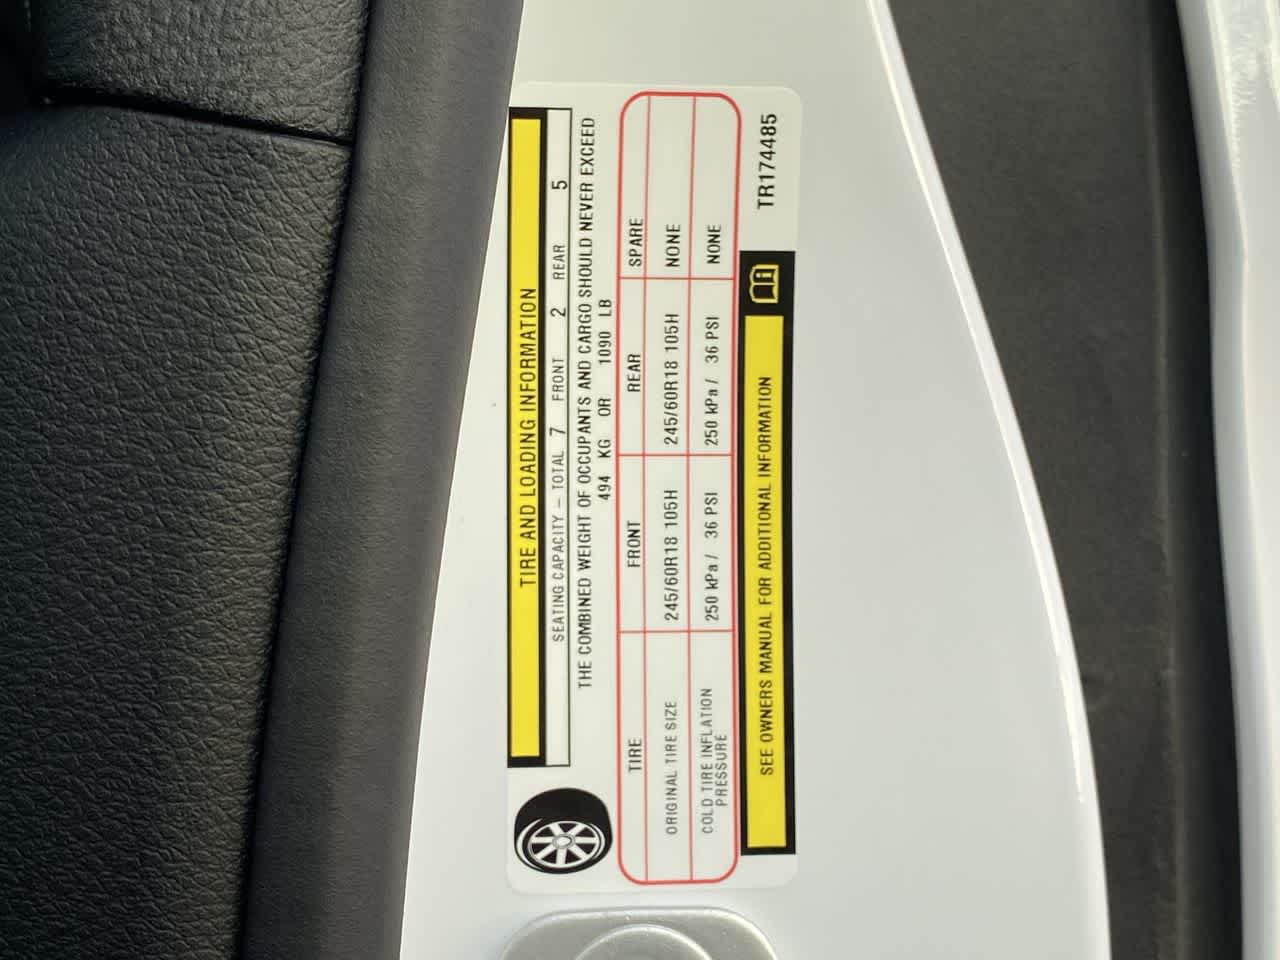 TIRE AND LOADING INFORMATION
SEATING CAPACITY – TOTAL 7 FRONT 2 REAR 5
THE COMBINED WEIGHT OF OCCUPANTS AND CARGO SHOULD NEVER EXCEED
494 KG OR 1090 LB
TIRE FRONT REAR SPARE
ORIGINAL TIRE SIZE 245/60R18 105H 245/60R18 105H NONE
COLD TIRE INFLATION PRESSURE 250 kPa / 36 PSI 250 kPa / 36 PSI NONE
SEE OWNERS MANUAL FOR ADDITIONAL INFORMATION
TR174485